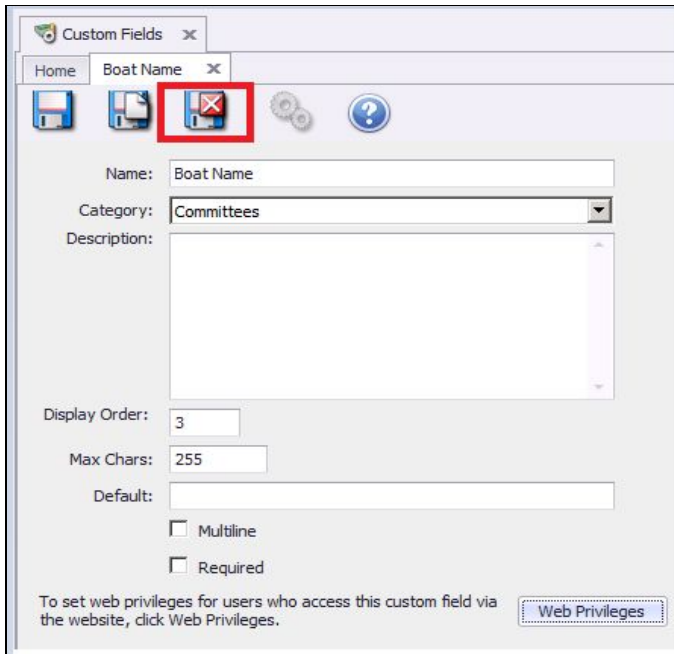 Custom Fields
Home Boat Name
Name: Boat Name
Category: Committees
Description:
Display Order: 3
Max Chars: 255
Default:
Multiline
Required
To set web privileges for users who access this custom field via
the website, click Web Privileges.
Web Privileges